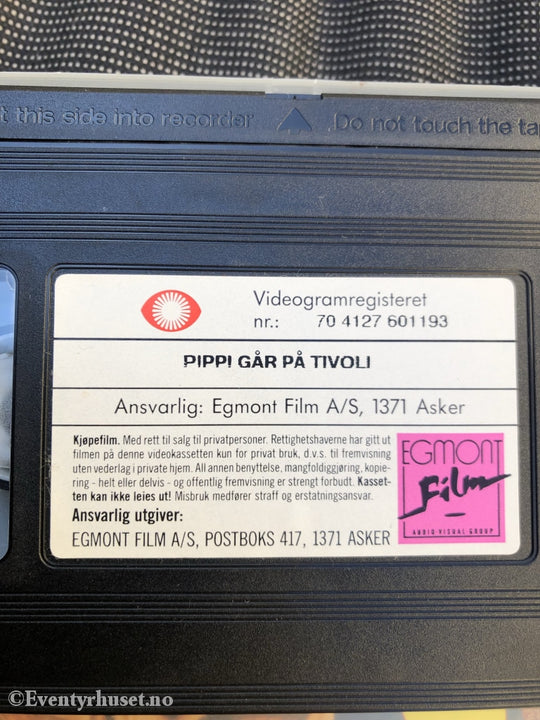 t this side into recorder Do not touch the ta
Videogramregisteret
nr.: 70 4127 601193
PIPPI GÅR PÅ TIVOLI
Ansvarlig: Egmont Film A/S, 1371 Asker
Kjøpefilm. Med rett til salg til privatpersoner. Rettighetshaverne har gitt ut
filmen på denne videokassetten kun for privat bruk, d.v.s. til fremvisning
uten vederlag i private hjem. All annen benyttelse, mangfoldiggjøring, kopie-
ring - helt eller delvis - og offentlig fremvisning er strengt forbudt. Kasset-
ten kan ikke leies ut! Misbruk medfører straff og erstatningsansvar.
Ansvarlig utgiver:
EGMONT FILM A/S, POSTBOKS 417, 1371 ASKER
EGMONT
Film
AUDIO VISUAL GROUP
©Eventyrhuset.no